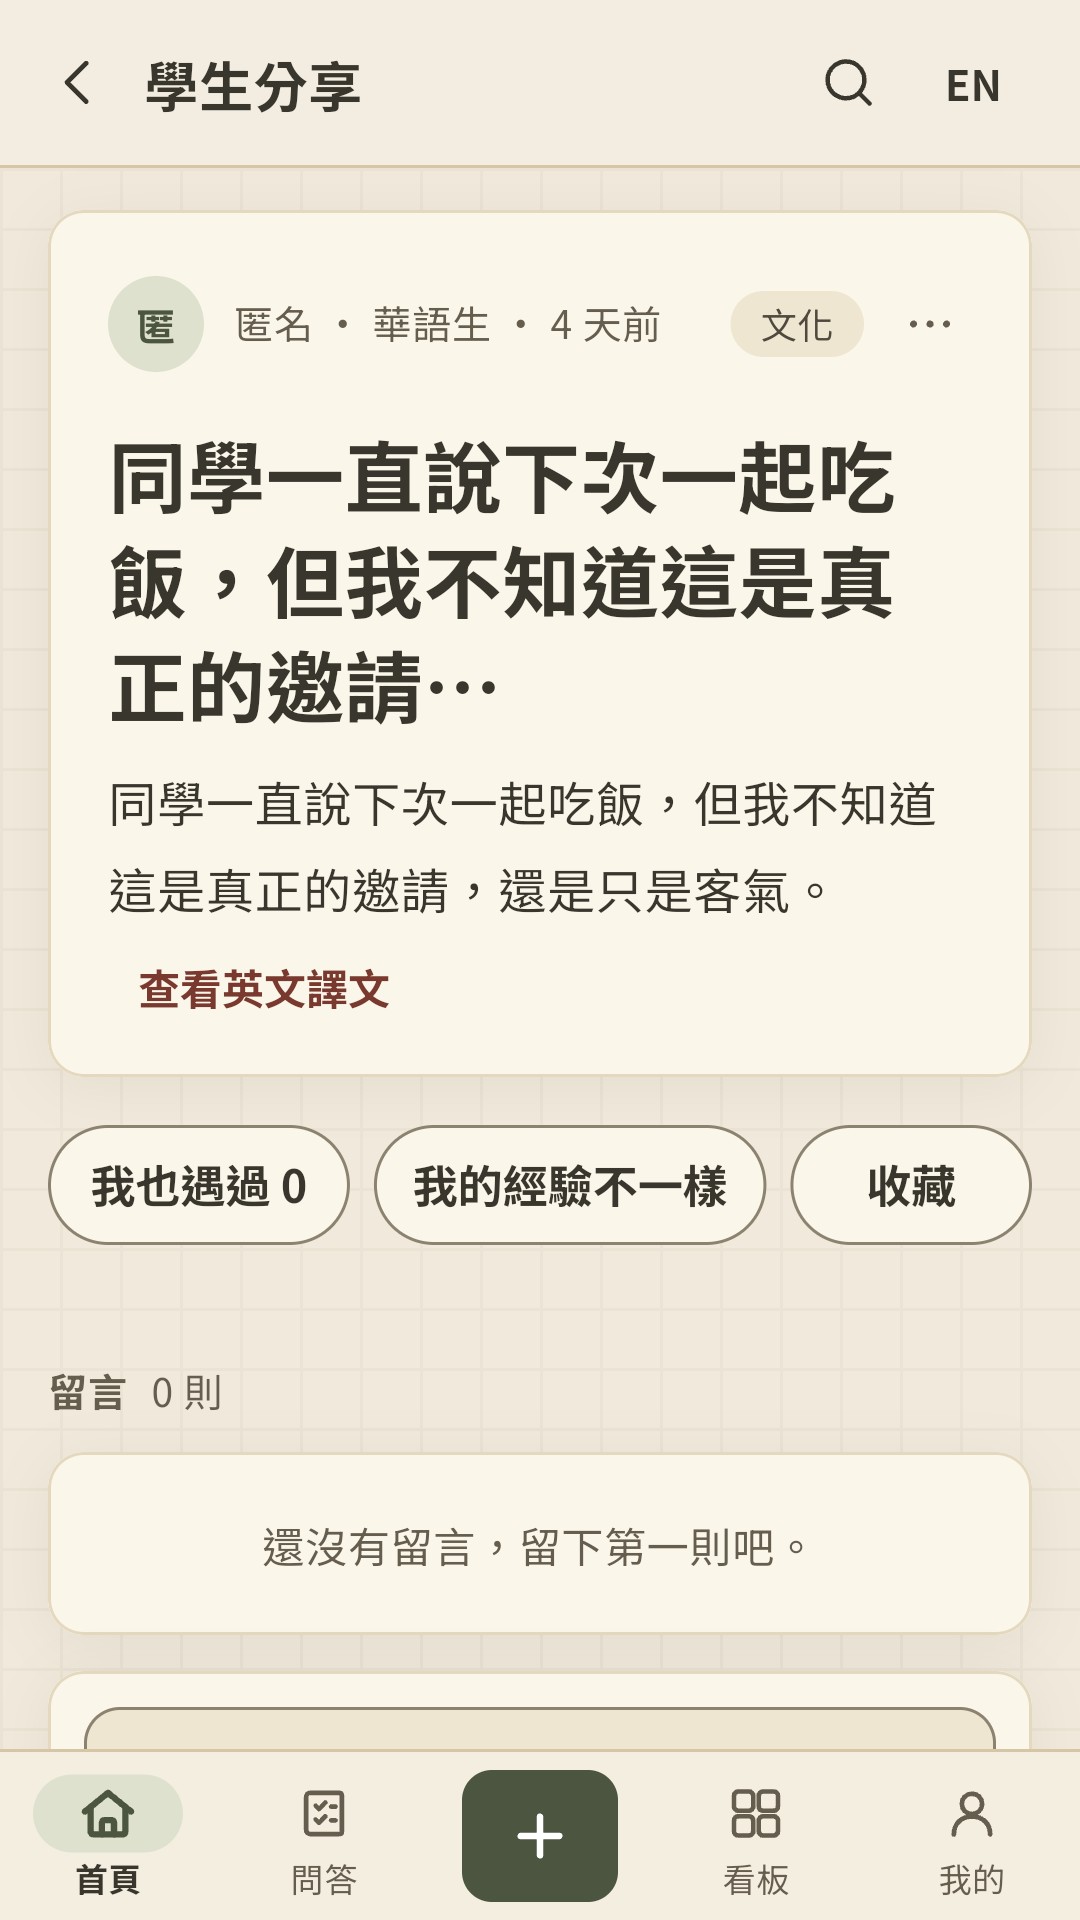 學生分享
EN
匿
匿名 · 華語生 · 4 天前
文化
同學一直說下次一起吃
飯，但我不知道這是真
正的邀請⋯
同學一直說下次一起吃飯，但我不知道
這是真正的邀請，還是只是客氣。
查看英文譯文
我也遇過 0
我的經驗不一樣
收藏
留言 0 則
還沒有留言，留下第一則吧。
首頁
問答
看板
我的